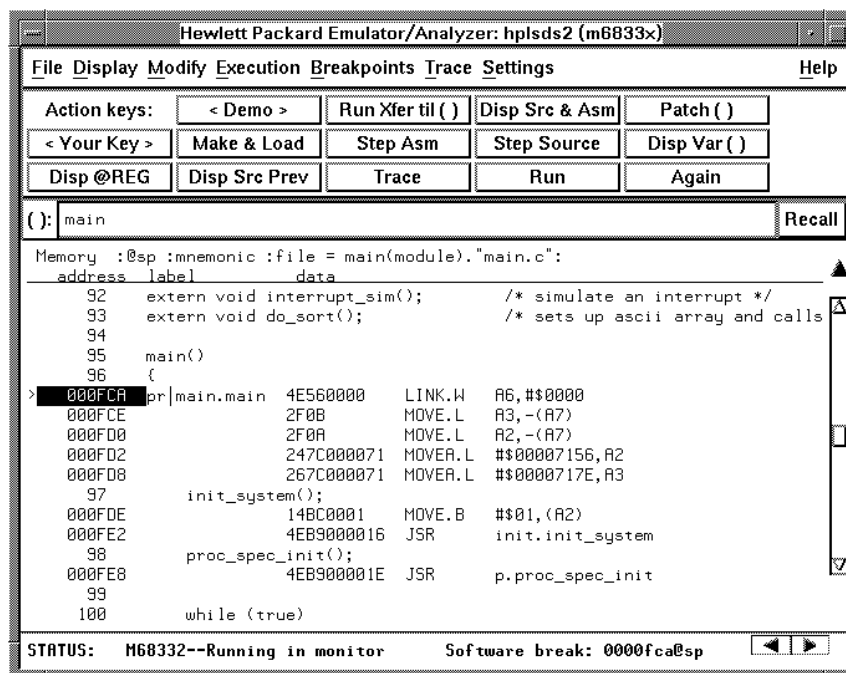 Hewlett Packard Emulator/Analyzer: hplsds2 (m6833x)
File Display Modify Execution Breakpoints Trace Settings Help
Action keys: < Demo > Run Xfer til ( ) Disp Src & Asm Patch ( )
< Your Key > Make & Load Step Asm Step Source Disp Var ( )
Disp @REG Disp Src Prev Trace Run Again
( ): main Recall
Memory :@sp :mnemonic :file = main(module)."main.c":
address label data
92 extern void interrupt_sim(); /* simulate an interrupt */
93 extern void do_sort(); /* sets up ascii array and calls
94
95 main()
96 {
> 000FCA pr|main.main 4E560000 LINK.W A6,#$0000
000FCE 2F0B MOVE.L A3,-(A7)
000FD0 2F0A MOVE.L A2,-(A7)
000FD2 247C000071 MOVEA.L #$00007156,A2
000FD8 267C000071 MOVEA.L #$0000717E,A3
97 init_system();
000FDE 14BC0001 MOVE.B #$01,(A2)
000FE2 4EB9000016 JSR init.init_system
98 proc_spec_init();
000FE8 4EB900001E JSR p.proc_spec_init
99
100 while (true)
STATUS: M68332--Running in monitor Software break: 0000fca@sp